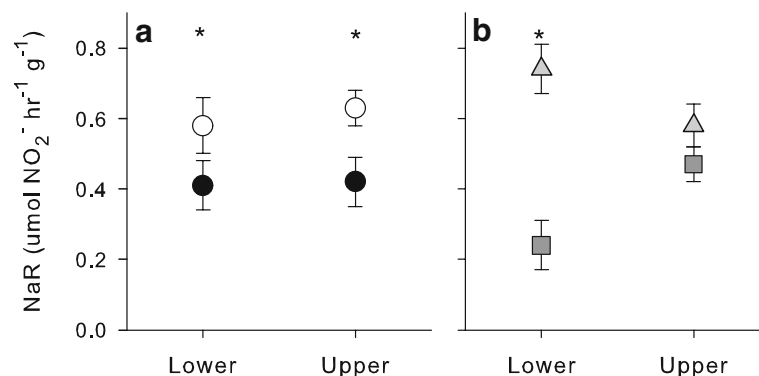 a
b
*
*
*
NaR (umol NO2- hr-1 g-1)
0.8
0.6
0.4
0.2
0.0
Lower
Upper
Lower
Upper